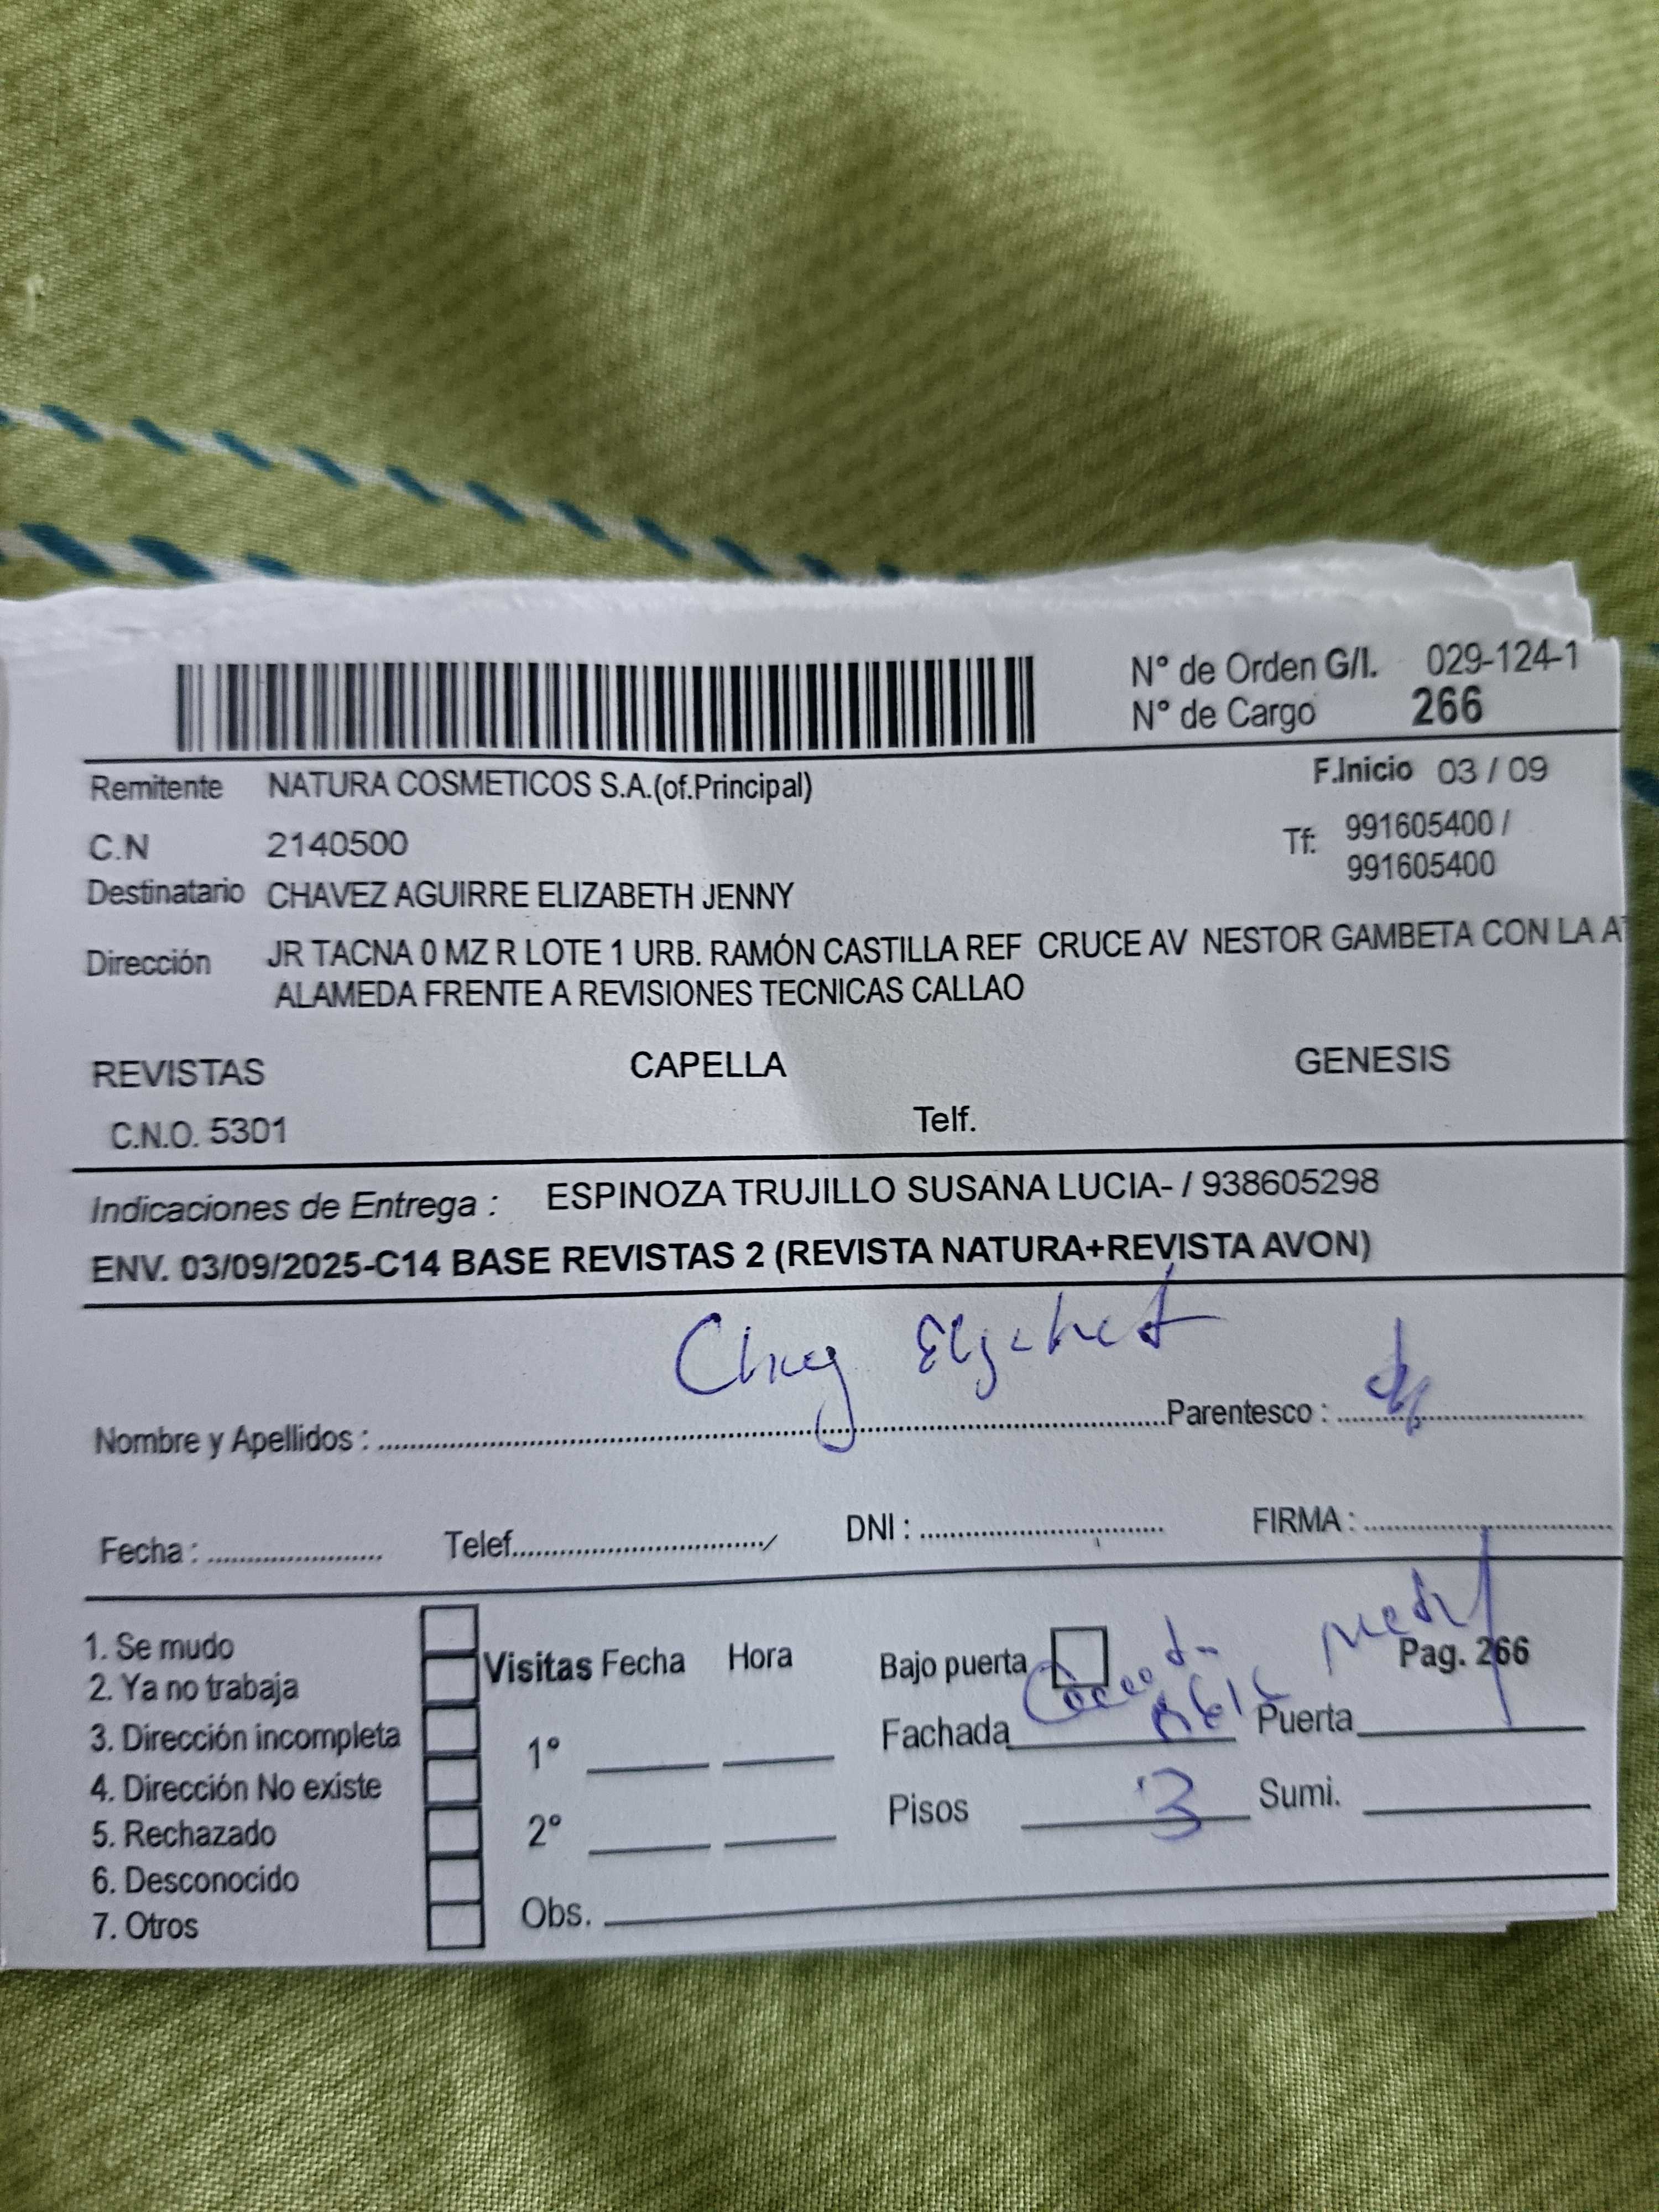 N° de Orden G/I. 029-124-1
N° de Cargo 266
Remitente NATURA COSMETICOS S.A.(of.Principal)
F.Inicio 03 / 09
C.N 2140500
Tf: 991605400 /
991605400
Destinatario CHAVEZ AGUIRRE ELIZABETH JENNY
Dirección JR TACNA 0 MZ R LOTE 1 URB. RAMÓN CASTILLA REF CRUCE AV NESTOR GAMBETA CON LA
ALAMEDA FRENTE A REVISIONES TECNICAS CALLAO
REVISTAS CAPELLA GENESIS
C.N.O. 5301 Telf.
Indicaciones de Entrega : ESPINOZA TRUJILLO SUSANA LUCIA- / 938605298
ENV. 03/09/2025-C14 BASE REVISTAS 2 (REVISTA NATURA+REVISTA AVON)
Nombre y Apellidos : Parentesco :
Fecha : Telef. DNI : FIRMA :
1. Se mudo
2. Ya no trabaja
3. Dirección incompleta
4. Dirección No existe
5. Rechazado
6. Desconocido
7. Otros
Visitas Fecha Hora
1°
2°
Obs.
Bajo puerta Pag. 266
Fachada Puerta
Pisos 3 Sumi.